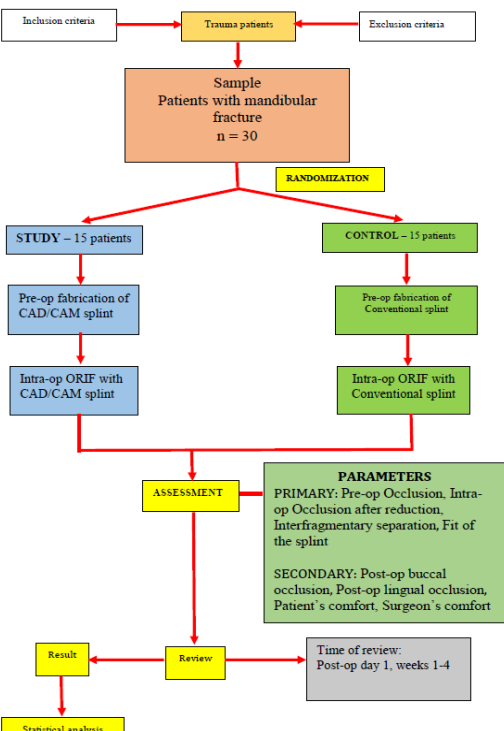 Inclusion criteria
Trauma patients
Exclusion criteria
Sample
Patients with mandibular
fracture
n = 30
RANDOMIZATION
STUDY – 15 patients
CONTROL – 15 patients
Pre-op fabrication of
CAD/CAM splint
Pre-op fabrication of
Conventional splint
Intra-op ORIF with
CAD/CAM splint
Intra-op ORIF with
Conventional splint
ASSESSMENT
PARAMETERS
PRIMARY: Pre-op Occlusion, Intra-
op Occlusion after reduction,
Interfragmentary separation, Fit of
the splint
SECONDARY: Post-op buccal
occlusion, Post-op lingual occlusion,
Patient's comfort, Surgeon's comfort
Result
Review
Time of review:
Post-op day 1, weeks 1-4
Statistical analysis